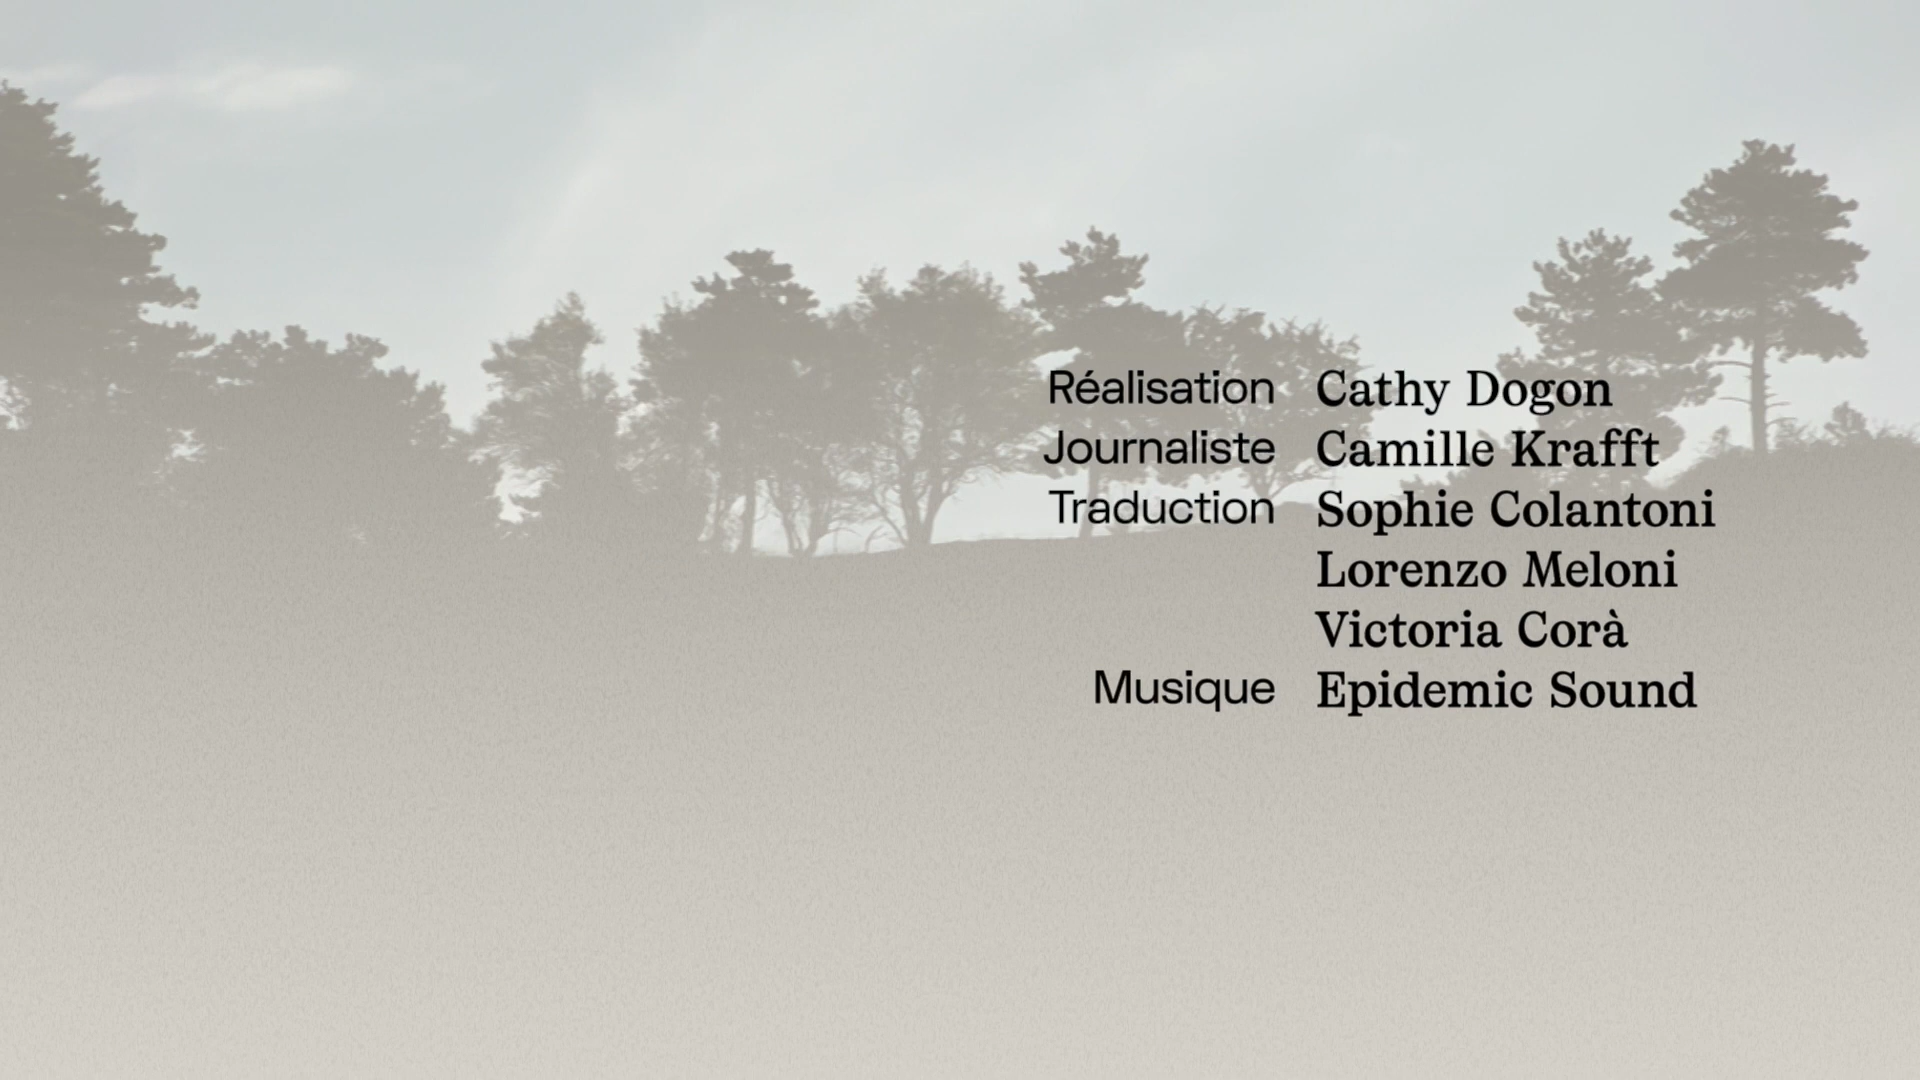 Réalisation Cathy Dogon
Journaliste Camille Krafft
Traduction Sophie Colantoni
Lorenzo Meloni
Victoria Corà
Musique Epidemic Sound